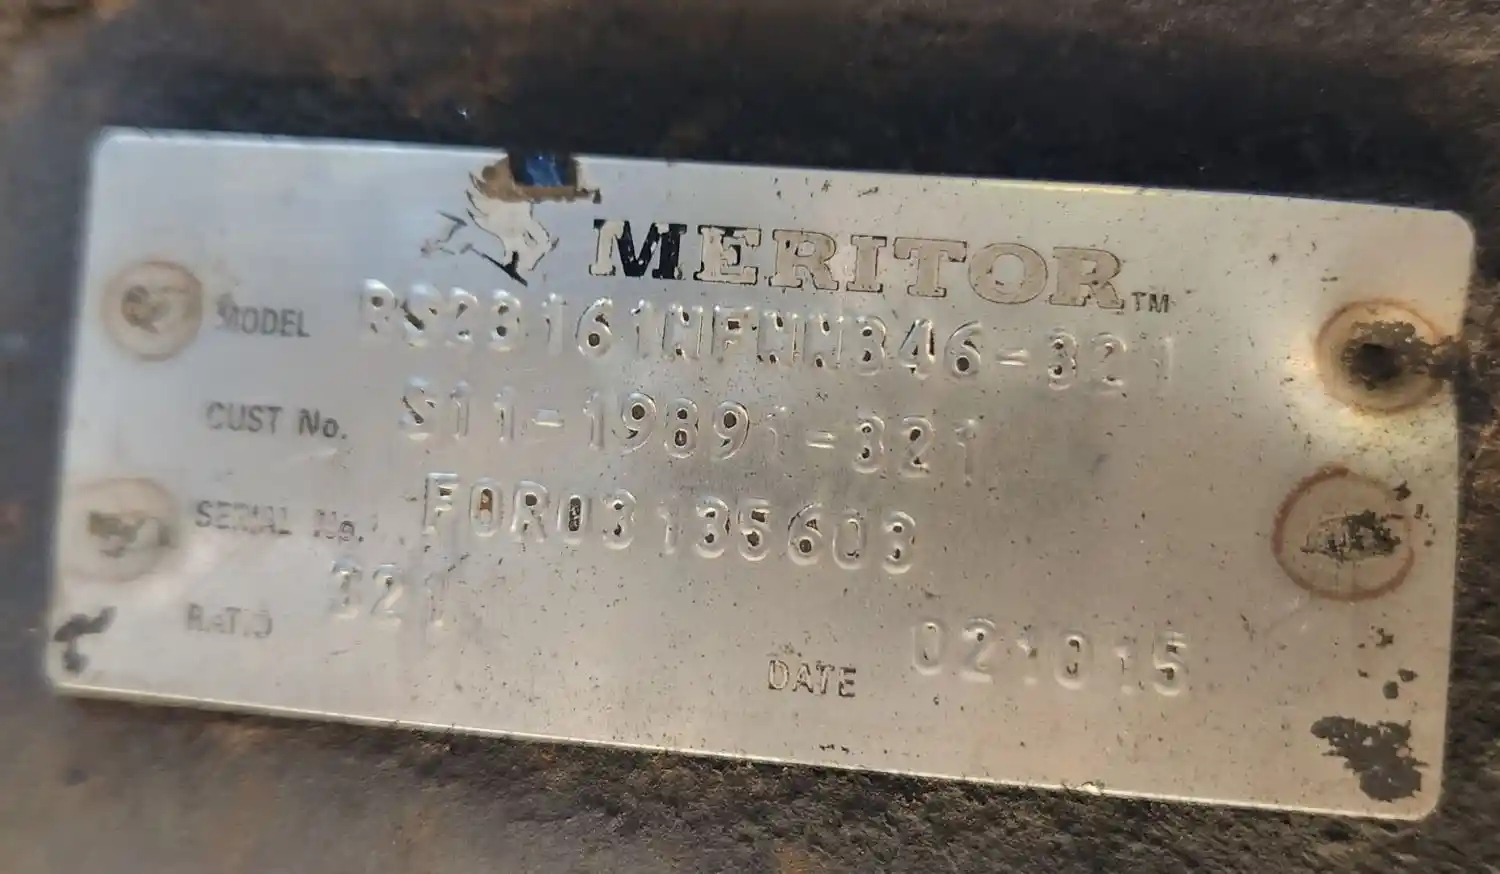 MERITOR™
MODEL RS23161NFNN346-321
CUST No. S11-19891-321
SERIAL No. FOR03135603
RATIO 321
DATE 021015